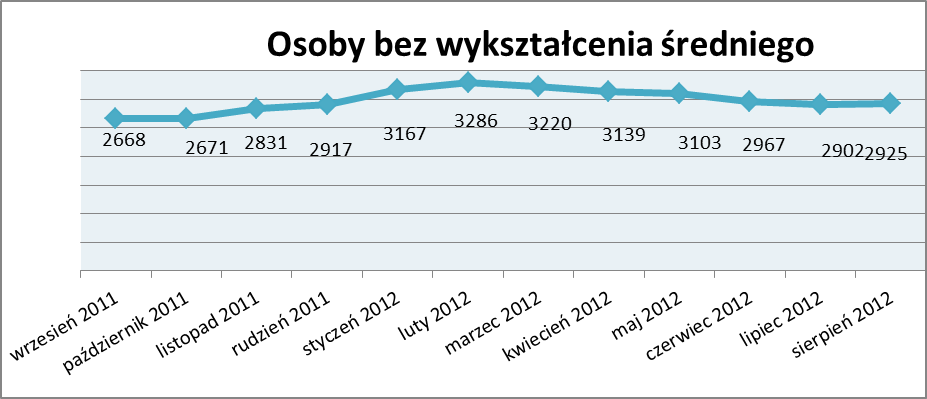 Osoby bez wykształcenia średniego
2668
2671
2831
2917
3167
3286
3220
3139
3103
2967
2902
2925
wrzesień 2011
październik 2011
listopad 2011
rudzień 2011
styczeń 2012
luty 2012
marzec 2012
kwiecień 2012
maj 2012
czerwiec 2012
lipiec 2012
sierpień 2012